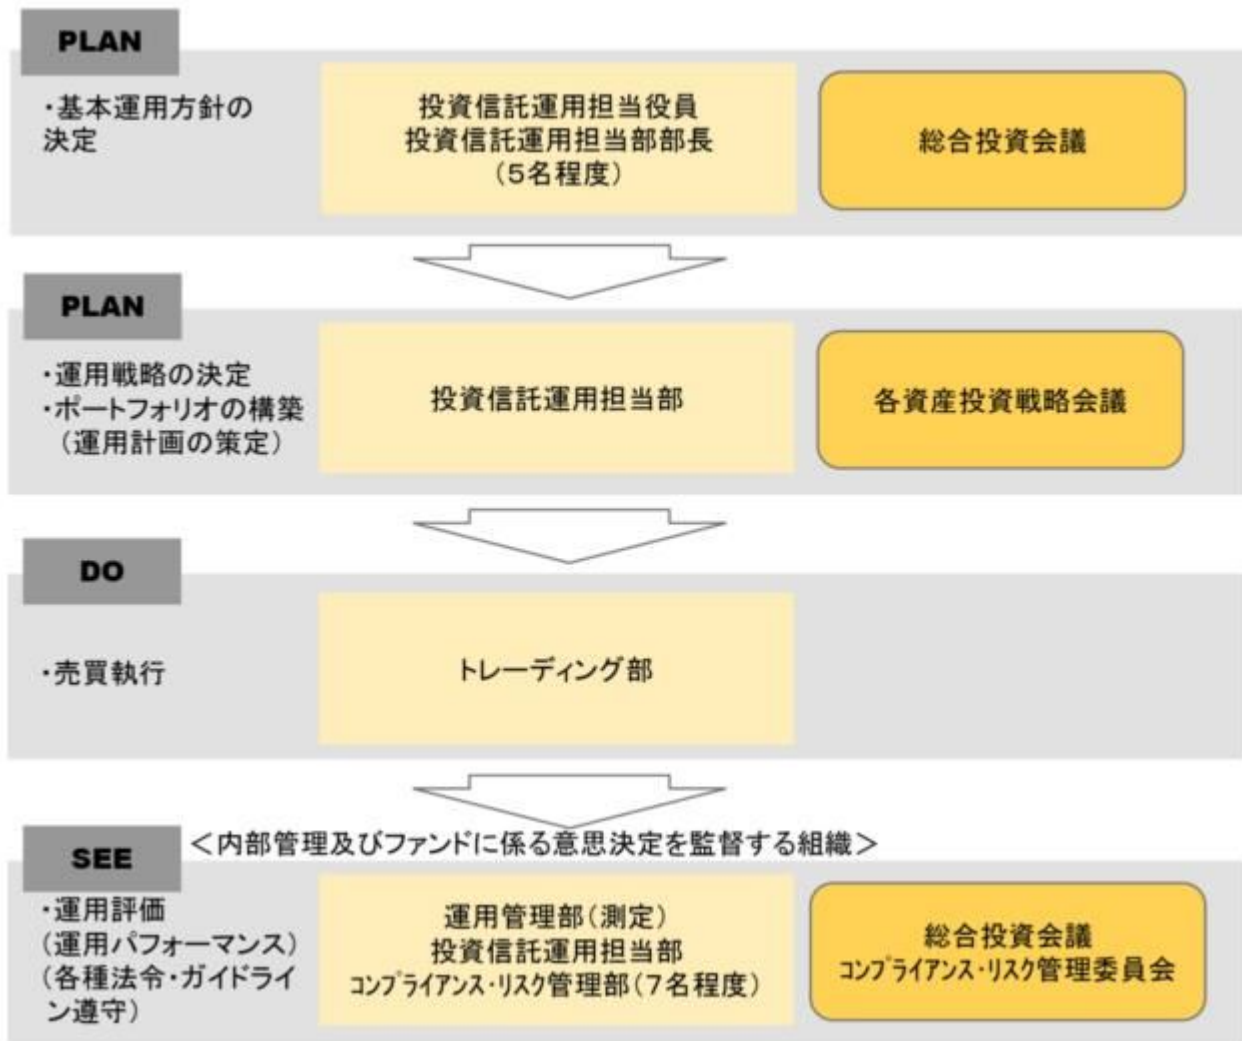 PLAN
・基本運用方針の
決定
投資信託運用担当役員
投資信託運用担当部部長
(5名程度)
総合投資会議
PLAN
・運用戦略の決定
・ポートフォリオの構築
(運用計画の策定)
投資信託運用担当部
各資産投資戦略会議
DO
・売買執行
トレーディング部
SEE
<内部管理及びファンドに係る意思決定を監督する組織>
・運用評価
(運用パフォーマンス)
(各種法令・ガイドライ
ン遵守)
運用管理部(測定)
投資信託運用担当部
コンプライアンス・リスク管理部(7名程度)
総合投資会議
コンプライアンス・リスク管理委員会